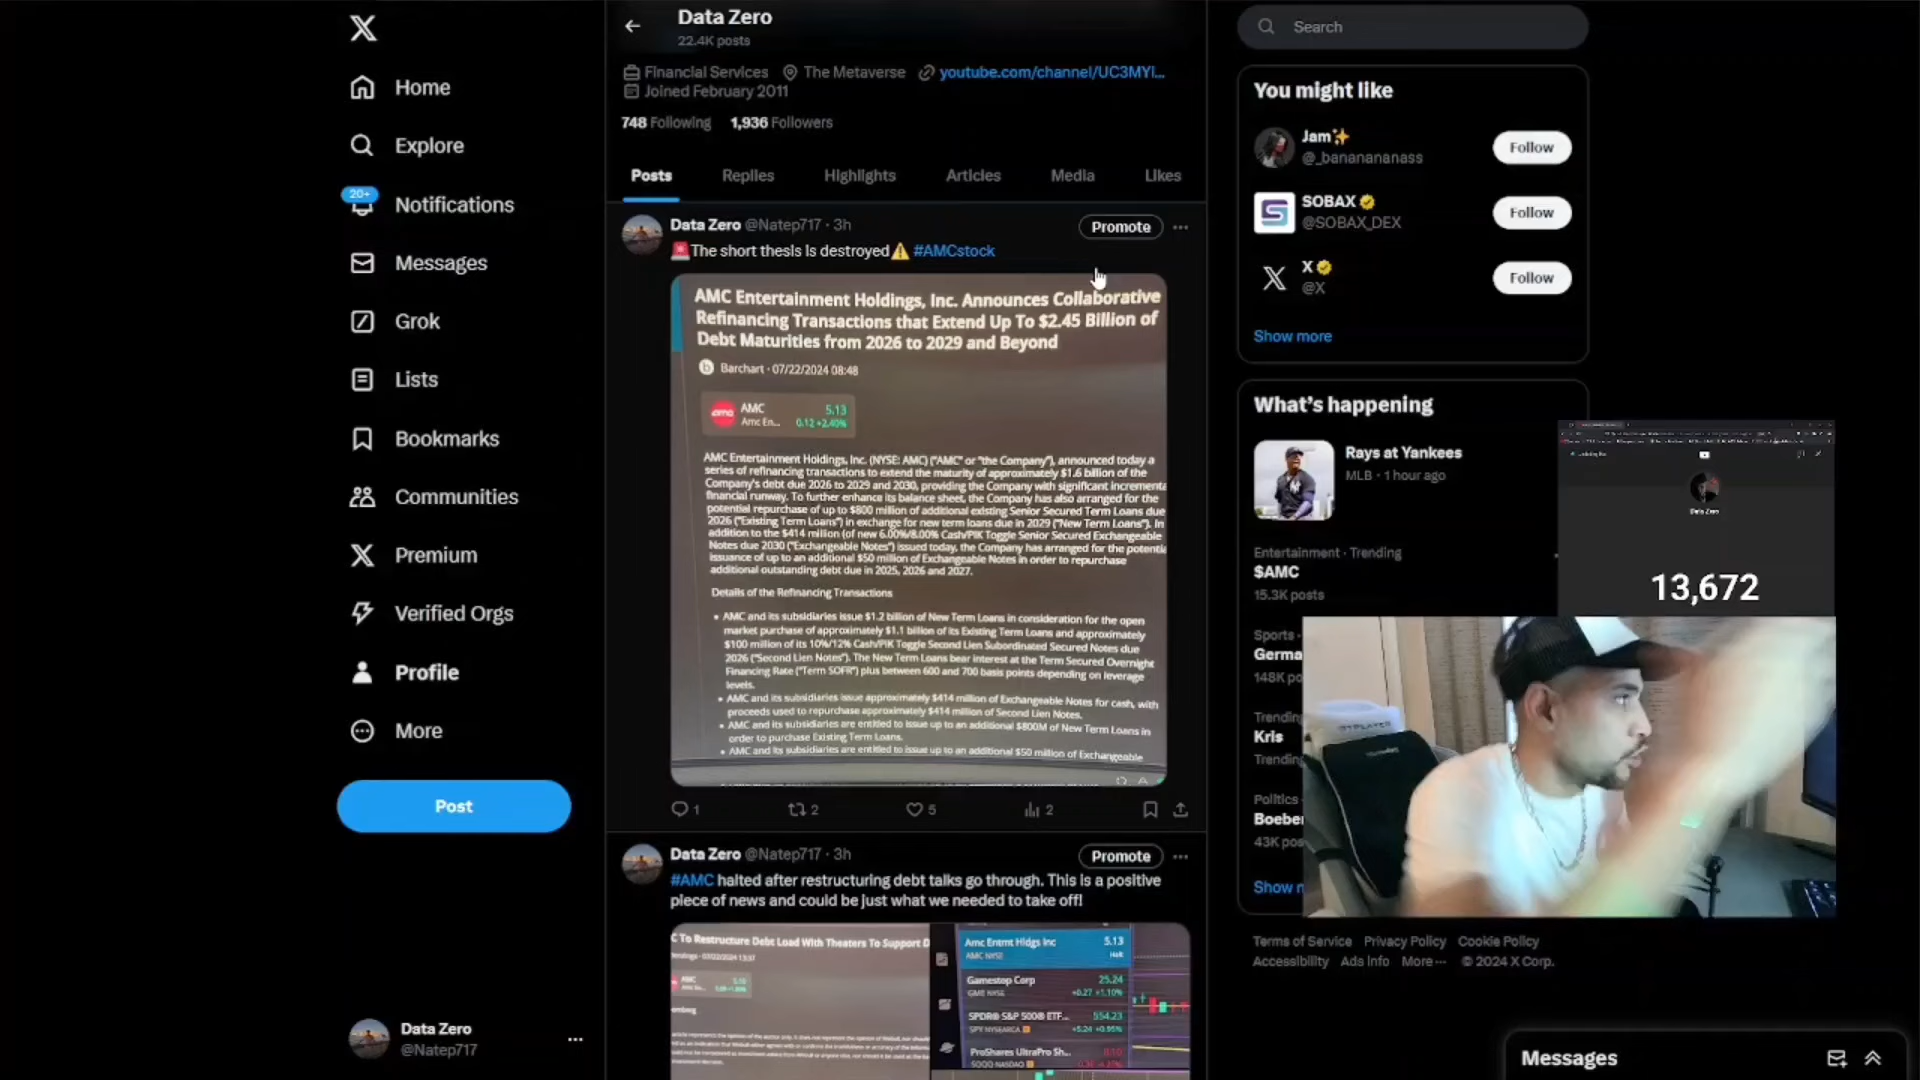 Home
Explore
20+
Notifications
Messages
Grok
Lists
Bookmarks
Communities
Premium
Verified Orgs
Profile
More
Post
Data Zero
@Natep717
Data Zero
22.4K posts
Financial Services The Metaverse youtube.com/channel/UC3MYl...
Joined February 2011
748 Following 1,936 Followers
Posts Replies Highlights Articles Media Likes
Data Zero @Natep717 · 3h
Promote
The short thesis is destroyed #AMCstock
AMC Entertainment Holdings, Inc. Announces Collaborative
Refinancing Transactions that Extend Up To $2.45 Billion of
Debt Maturities from 2026 to 2029 and Beyond
Barchart · 07/22/2024 08:48
AMC 5.13
Amc En... 0.12 +2.40%
AMC Entertainment Holdings, Inc. (NYSE: AMC) ("AMC" or "the Company"), announced today a
series of refinancing transactions to extend the maturity of approximately $1.6 billion of the
Company's debt due 2026 to 2029 and 2030, providing the Company with significant incrementa
financial runway. To further enhance its balance sheet, the Company has also arranged for the
potential repurchase of up to $800 million of additional existing Senior Secured Term Loans due
2026 ("Existing Term Loans") in exchange for new term loans due in 2029 ("New Term Loans"). In
addition to the $414 million (of new 6.00%/8.00% Cash/PIK Toggle Senior Secured Exchangeable
Notes due 2030 ("Exchangeable Notes") issued today, the Company has arranged for the potentia
issuance of up to an additional $50 million of Exchangeable Notes in order to repurchase
additional outstanding debt due in 2025, 2026 and 2027.
Details of the Refinancing Transactions
• AMC and its subsidiaries issue $1.2 billion of New Term Loans in consideration for the open
market purchase of approximately $1.1 billion of its Existing Term Loans and approximately
$100 million of its 10%/12% Cash/PIK Toggle Second Lien Subordinated Secured Notes due
2026 ("Second Lien Notes"). The New Term Loans bear interest at the Term Secured Overnight
Financing Rate ("Term SOFR") plus between 600 and 700 basis points depending on leverage
levels.
• AMC and its subsidiaries issue approximately $414 million of Exchangeable Notes for cash, with
proceeds used to repurchase approximately $414 million of Second Lien Notes.
• AMC and its subsidiaries are entitled to issue up to an additional $800M of New Term Loans in
order to purchase Existing Term Loans.
• AMC and its subsidiaries are entitled to issue up to an additional $50 million of Exchangeable
1 2 5 2
Data Zero @Natep717 · 3h
Promote
#AMC halted after restructuring debt talks go through. This is a positive
piece of news and could be just what we needed to take off!
C To Restructure Debt Load With Theaters To Support D
Amc Entmt Hldgs Inc 5.13
AMC NYSE Halt
Gamestop Corp 25.24
GME NYSE +0.27 +1.10%
SPDR® S&P 500® ETF... 554.23
SPY NYSEARCA +5.24 +0.95%
ProShares UltraPro Sh...
SQQQ NASDAQ
Search
You might like
Jam
@_banananananass
Follow
SOBAX
@SOBAX_DEX
Follow
X
@X
Follow
Show more
What's happening
Rays at Yankees
MLB · 1 hour ago
Entertainment · Trending
$AMC
15.3K posts
Sports ·
Germa
148K po
Trending
Kris
Trending
Politics ·
Boeber
43K pos
Show m
Data Zero
13,672
Terms of Service Privacy Policy Cookie Policy
Accessibility Ads info More ··· © 2024 X Corp.
Messages